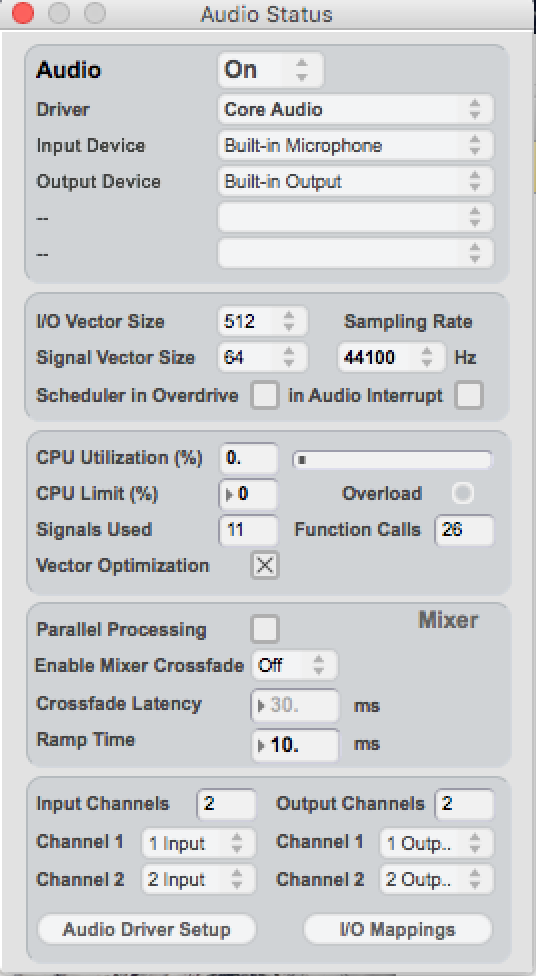 Audio Status
Audio On
Driver Core Audio
Input Device Built-in Microphone
Output Device Built-in Output
--
--
I/O Vector Size 512 Sampling Rate
Signal Vector Size 64 44100 Hz
Scheduler in Overdrive in Audio Interrupt
CPU Utilization (%) 0.
CPU Limit (%) 0 Overload
Signals Used 11 Function Calls 26
Vector Optimization
Mixer
Parallel Processing
Enable Mixer Crossfade Off
Crossfade Latency 30. ms
Ramp Time 10. ms
Input Channels 2 Output Channels 2
Channel 1 1 Input Channel 1 1 Outp..
Channel 2 2 Input Channel 2 2 Outp..
Audio Driver Setup I/O Mappings